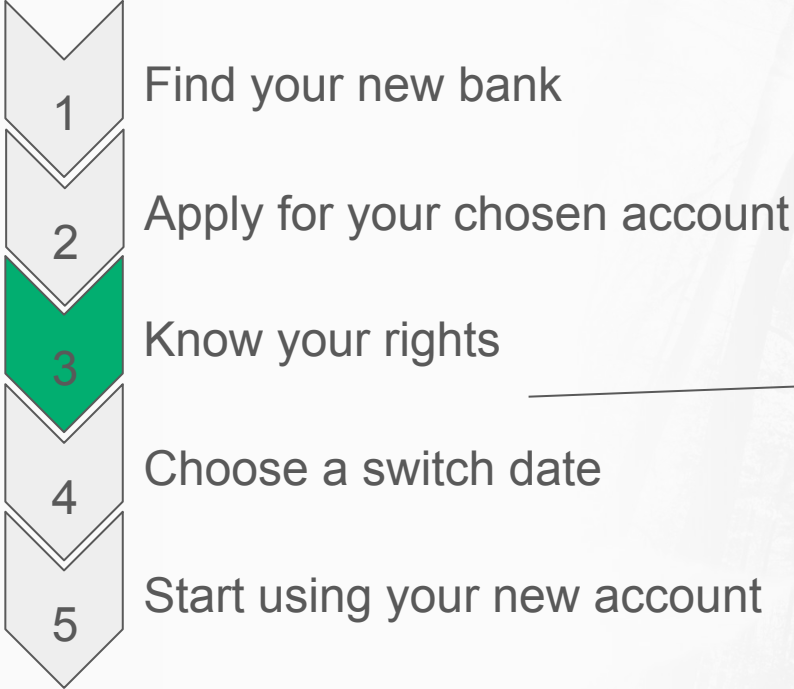 1 Find your new bank
2 Apply for your chosen account
3 Know your rights
4 Choose a switch date
5 Start using your new account